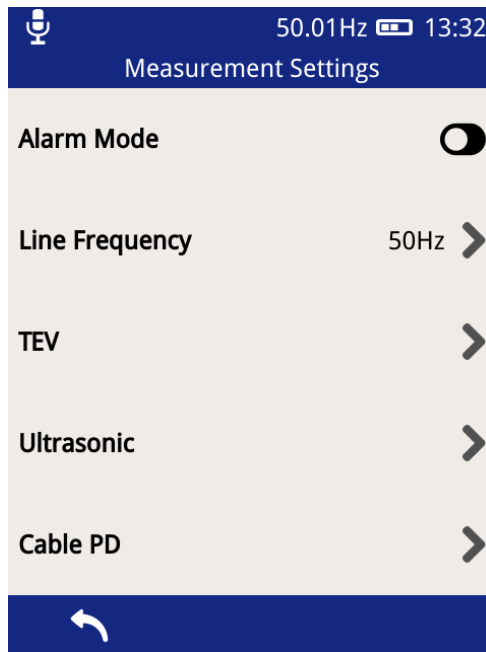 50.01Hz 13:32
Measurement Settings
Alarm Mode
Line Frequency 50Hz
TEV
Ultrasonic
Cable PD